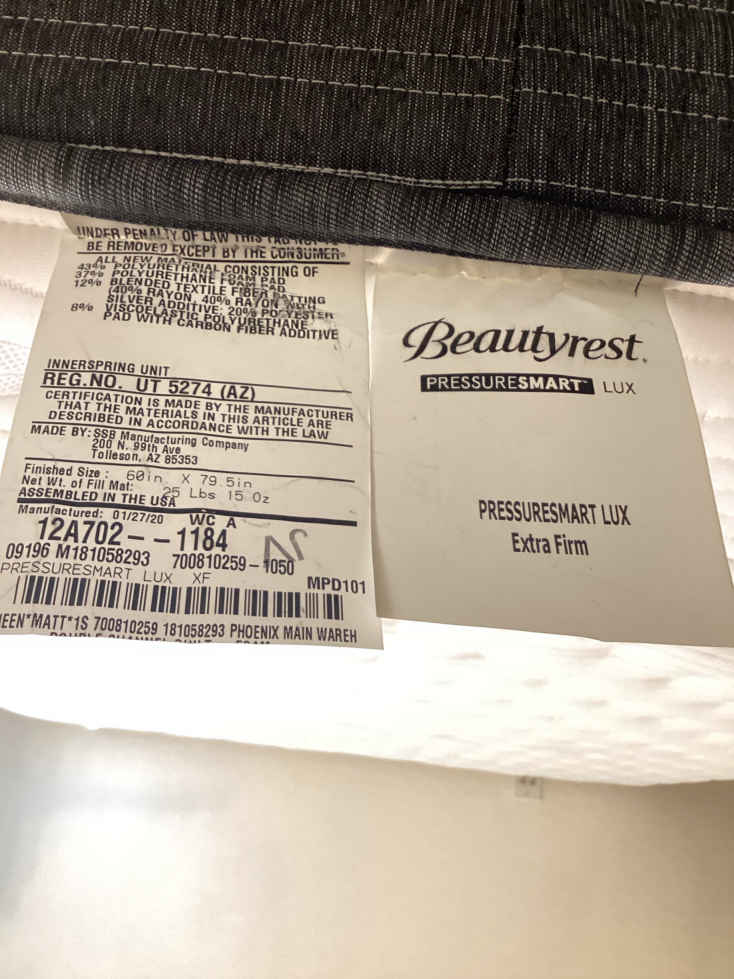 UNDER PENALTY OF LAW THIS TAG NOT
BE REMOVED EXCEPT BY THE CONSUMER
ALL NEW MATERIAL CONSISTING OF
43% POLYURETHANE FOAM PAD
37% POLYURETHANE FOAM PAD
12% BLENDED TEXTILE FIBER BATTING
(40% RAYON, 40% RAYON WITH
SILVER ADDITIVE; 20% POLYESTER
8% VISCOELASTIC POLYURETHANE
PAD WITH CARBON FIBER ADDITIVE
INNERSPRING UNIT
REG.NO. UT 5274 (AZ)
CERTIFICATION IS MADE BY THE MANUFACTURER
THAT THE MATERIALS IN THIS ARTICLE ARE
DESCRIBED IN ACCORDANCE WITH THE LAW
MADE BY: SSB Manufacturing Company
200 N. 99th Ave
Tolleson, AZ 85353
Finished Size: 60in X 79.5in
Net Wt. of Fill Mat: 25 Lbs 15 Oz
ASSEMBLED IN THE USA
Manufactured: 01/27/20 WC A
12A702--1184
09196 M181058293 700810259-1050
PRESSURESMART LUX XF MPD101
EEN*MATT*1S 700810259 181058293 PHOENIX MAIN WAREH
Beautyrest®
PRESSURESMART™ LUX
PRESSURESMART LUX
Extra Firm